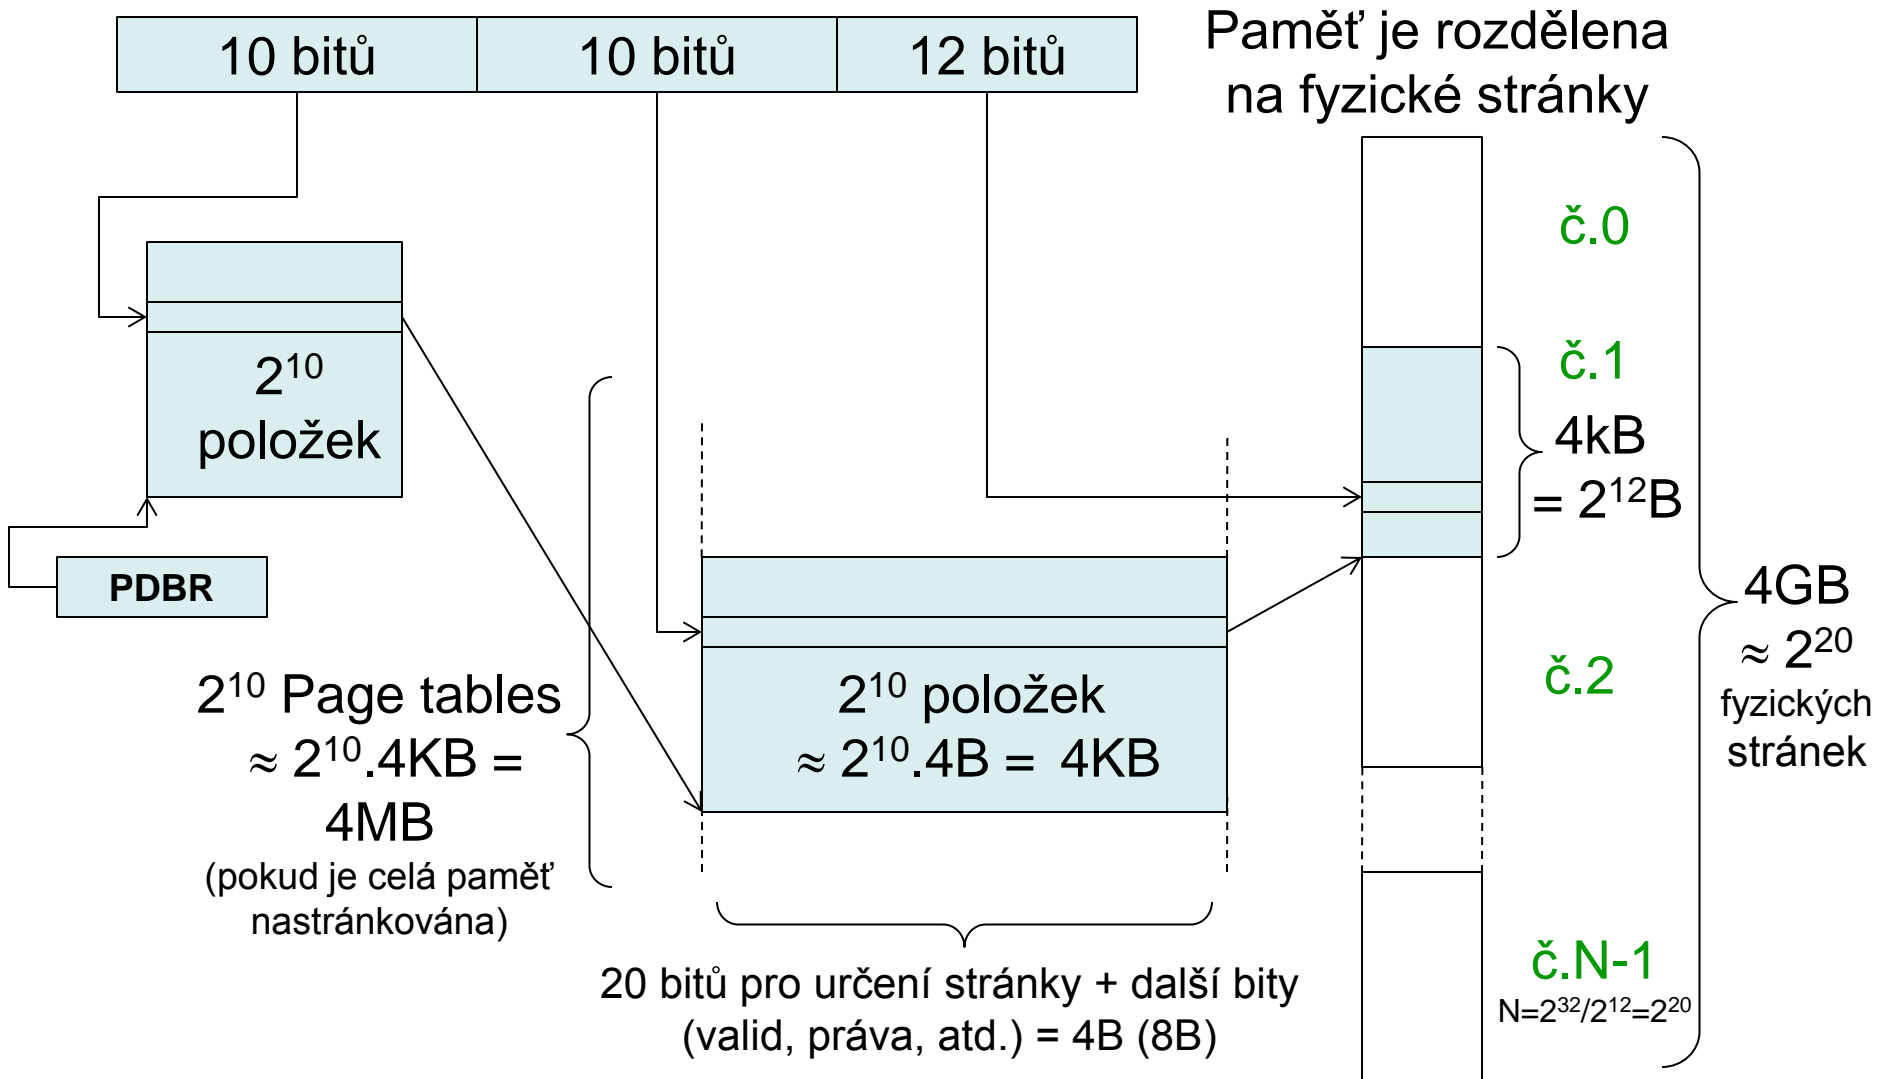 10 bitů
10 bitů
12 bitů
Paměť je rozdělena
na fyzické stránky
č.0
2¹⁰
položek
PDBR
č.1
4kB
= 2¹²B
2¹⁰ Page tables
≈ 2¹⁰.4KB =
4MB
(pokud je celá paměť
nastránkována)
2¹⁰ položek
≈ 2¹⁰.4B = 4KB
č.2
4GB
≈ 2²⁰
fyzických
stránek
20 bitů pro určení stránky + další bity
(valid, práva, atd.) = 4B (8B)
č.N-1
N=2³²/2¹²=2²⁰